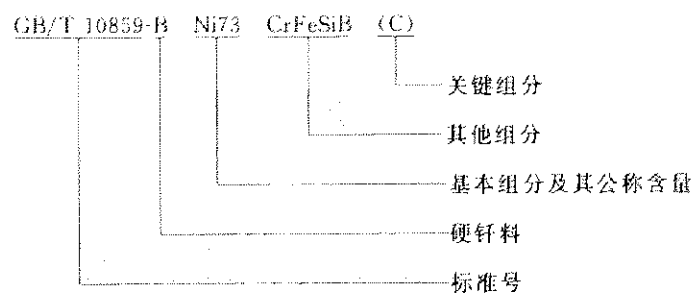 GB/T 10859-B Ni73 CrFeSiB (C)
关键组分
其他组分
基本组分及其公称含量
硬钎料
标准号